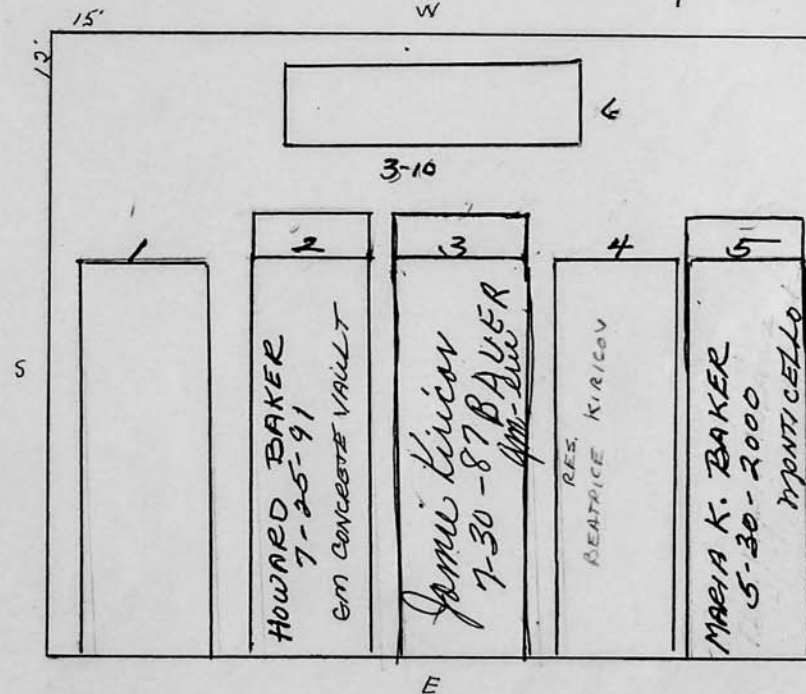 15'
W
12'
6
3-10
1
2
3
4
5
S
HOWARD BAKER
7-25-91
GM CONCRETE VAULT
Jamie Kiricov
7-30-87 BAUER
RES.
BEATRICE KIRICOV
MARIA K. BAKER
5-30-2000
MONTICELLO
E